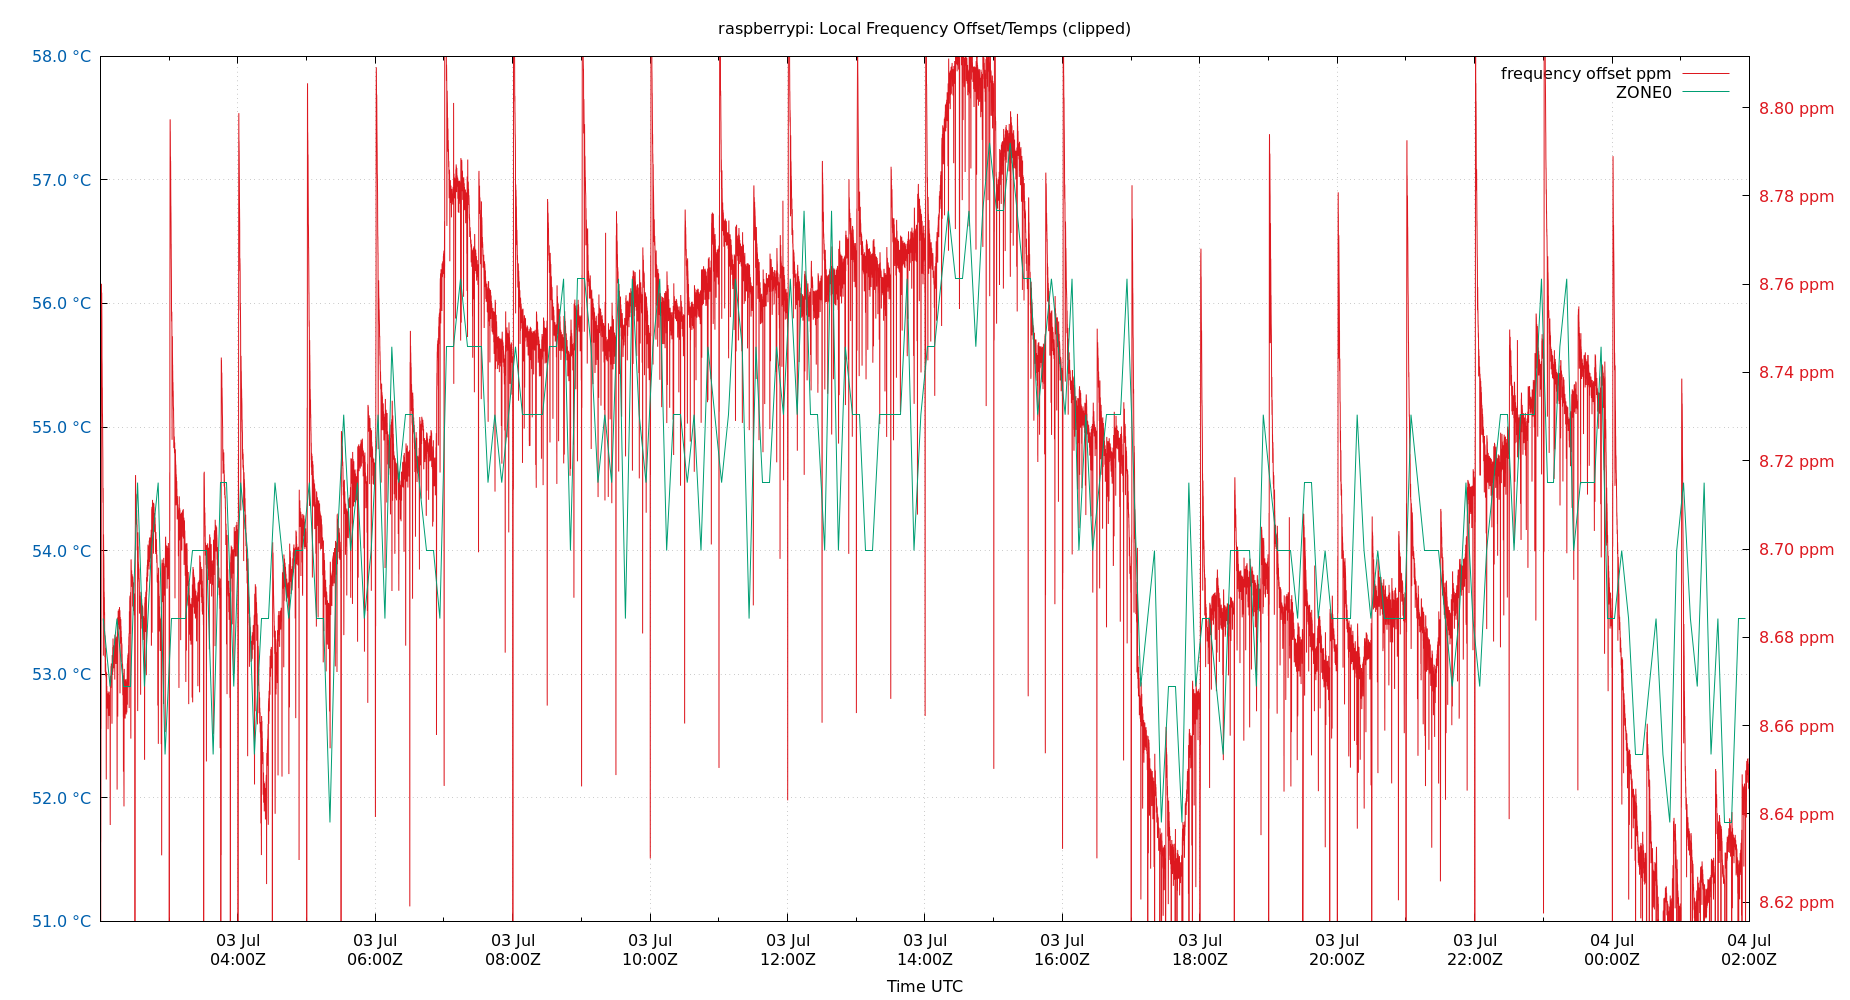 raspberrypi: Local Frequency Offset/Temps (clipped)
58.0 °C
57.0 °C
56.0 °C
55.0 °C
54.0 °C
53.0 °C
52.0 °C
51.0 °C
frequency offset ppm
ZONE0
8.80 ppm
8.78 ppm
8.76 ppm
8.74 ppm
8.72 ppm
8.70 ppm
8.68 ppm
8.66 ppm
8.64 ppm
8.62 ppm
03 Jul 03 Jul 03 Jul 03 Jul 03 Jul 03 Jul 03 Jul 03 Jul 03 Jul 03 Jul 04 Jul 04 Jul
04:00Z 06:00Z 08:00Z 10:00Z 12:00Z 14:00Z 16:00Z 18:00Z 20:00Z 22:00Z 00:00Z 02:00Z
Time UTC